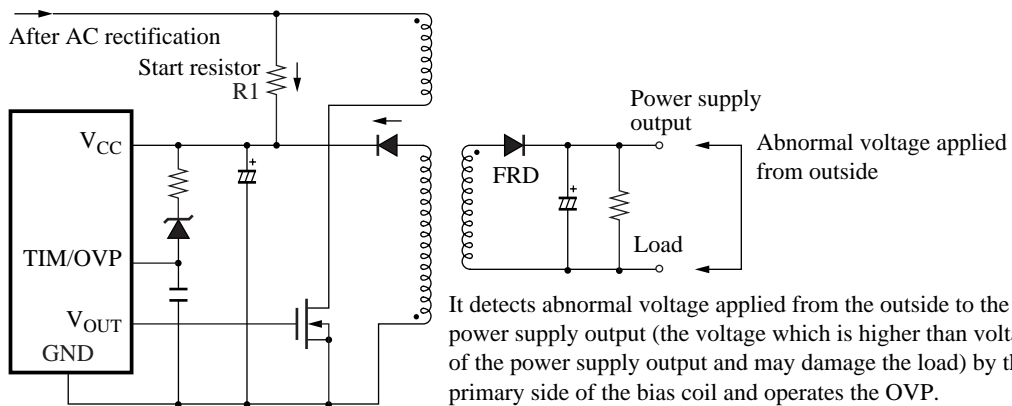 After AC rectification
Start resistor
R1
Power supply
output
VCC
Abnormal voltage applied
from outside
FRD
TIM/OVP
Load
VOUT
GND
It detects abnormal voltage applied from the outside to the
power supply output (the voltage which is higher than
of the power supply output and may damage the load) by
primary side of the bias coil and operates the OVP.